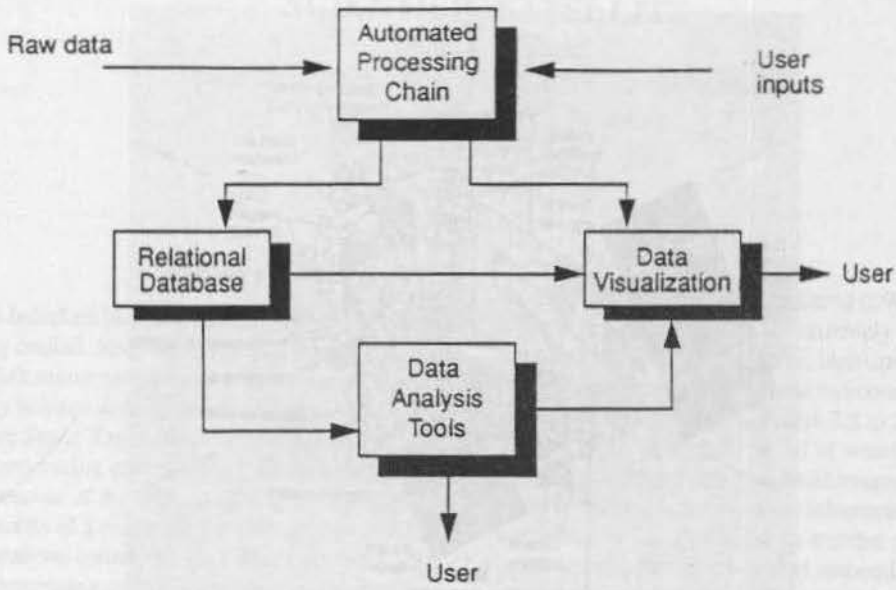 Raw data
Automated
Processing
Chain
User
inputs
Relational
Database
Data
Visualization
User
Data
Analysis
Tools
User